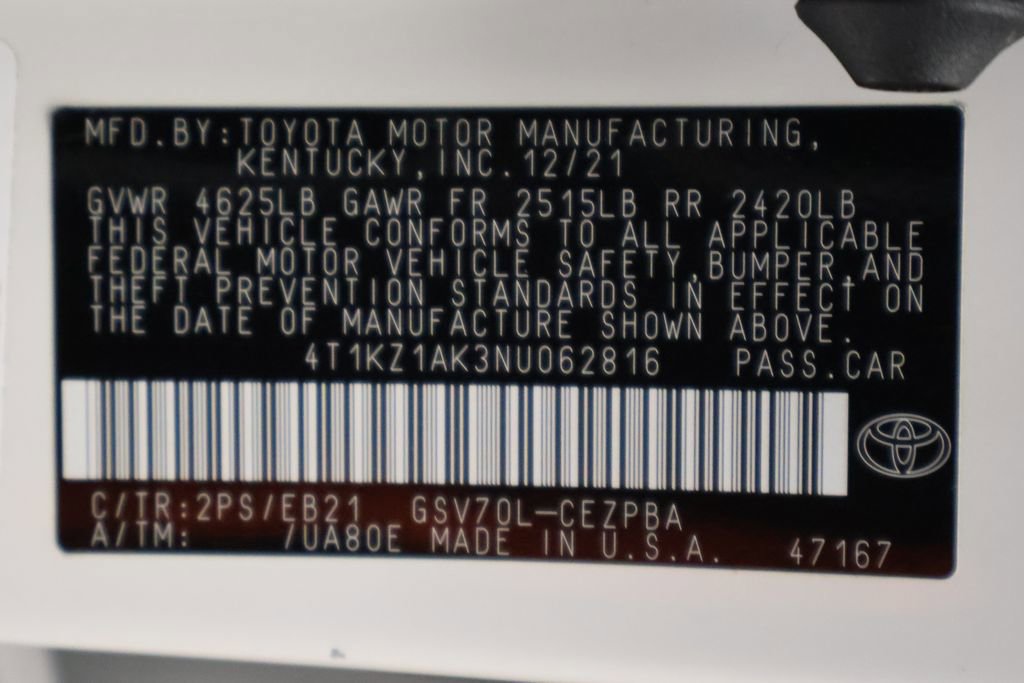 MFD.BY:TOYOTA MOTOR MANUFACTURING,
KENTUCKY,INC.12/21
GVWR 4625LB GAWR FR 2515LB RR 2420LB
THIS VEHICLE CONFORMS TO ALL APPLICABLE
FEDERAL MOTOR VEHICLE SAFETY,BUMPER,AND
THEFT PREVENTION STANDARDS IN EFFECT ON
THE DATE OF MANUFACTURE SHOWN ABOVE.
4T1KZ1AK3NU062816 PASS.CAR
C/TR:2PS/EB21 GSV70L-CEZPBA
A/TM: /UA80E MADE IN U.S.A. 47167